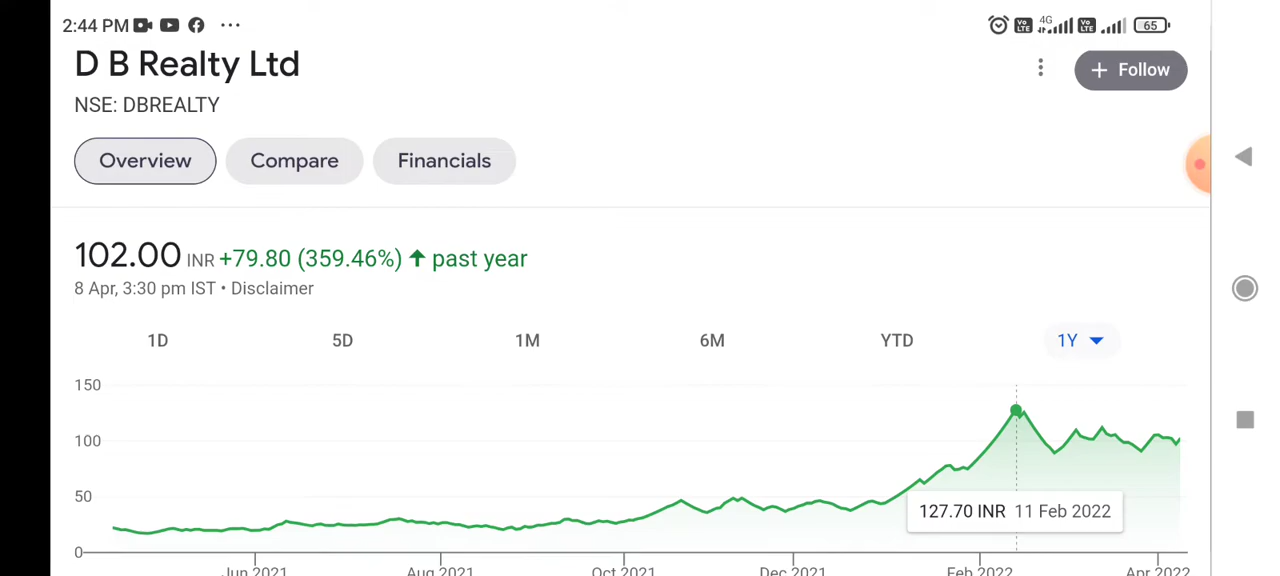 2:44 PM ... 4G 65
D B Realty Ltd
+ Follow
NSE: DBREALTY
Overview Compare Financials
102.00 INR +79.80 (359.46%) ↑ past year
8 Apr, 3:30 pm IST • Disclaimer
1D 5D 1M 6M YTD 1Y
150
100
50
127.70 INR 11 Feb 2022
0
Jun 2021 Aug 2021 Oct 2021 Dec 2021 Feb 2022 Apr 2022